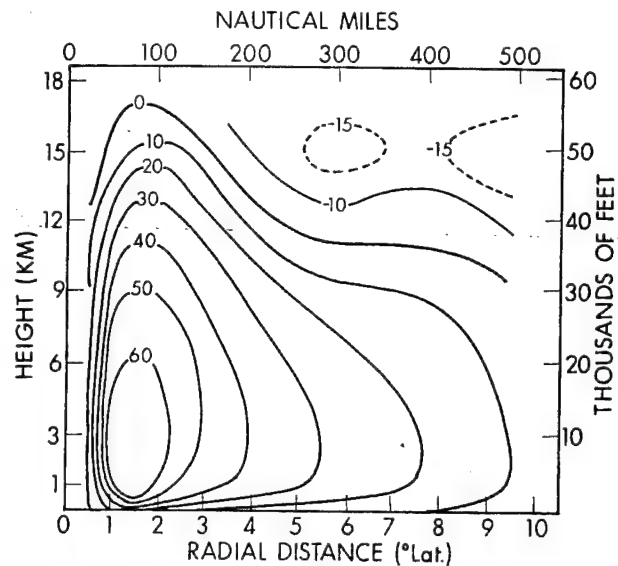 NAUTICAL MILES
0 100 200 300 400 500
18 60
0
-15
10
15 -15 50
20
30
-10
12 40
40
HEIGHT (KM)
THOUSANDS OF FEET
50
9 30
60
6 20
3 10
1
0 1 2 3 4 5 6 7 8 9 10
RADIAL DISTANCE (°Lat.)